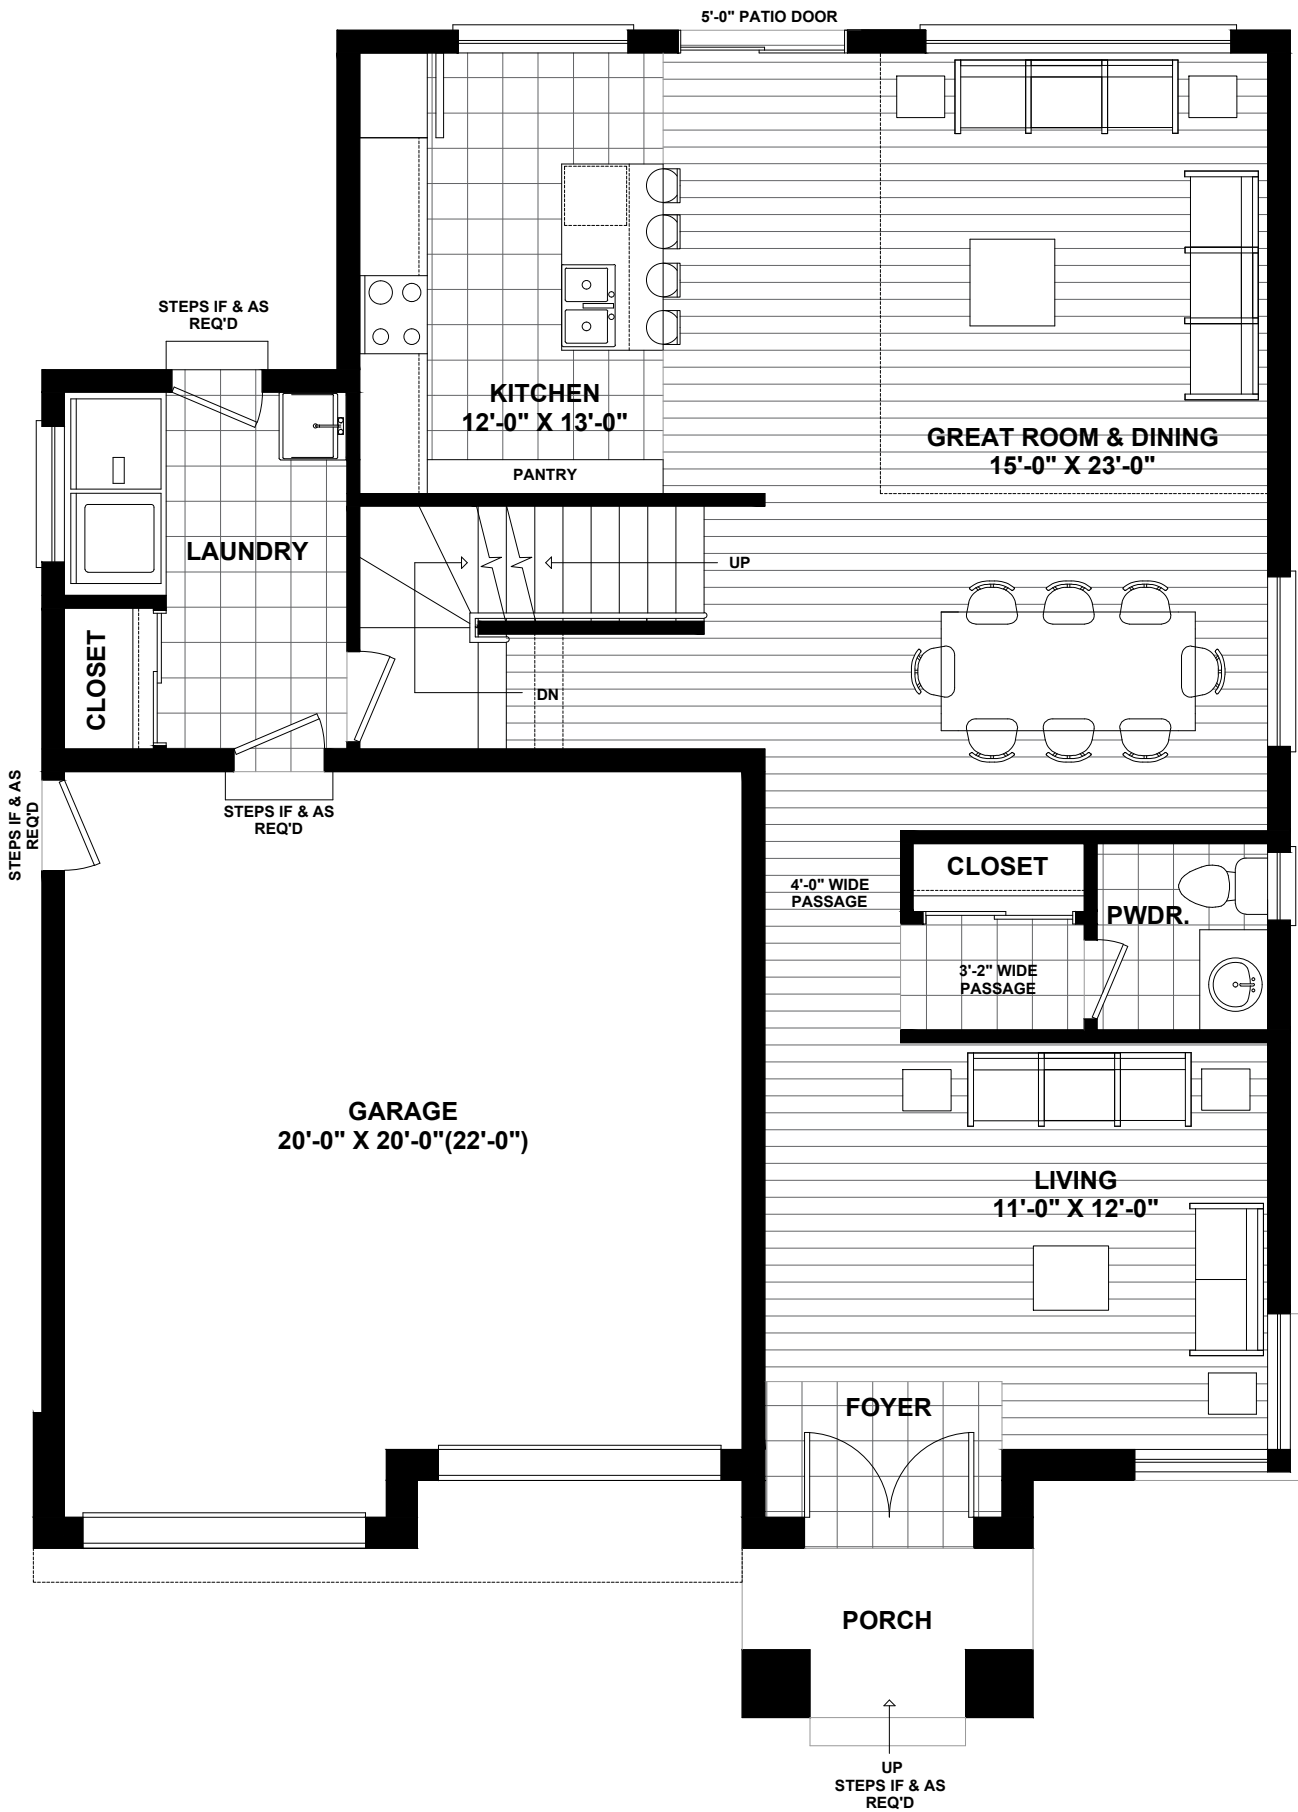 5'-0" PATIO DOOR
STEPS IF & AS
REQ'D
KITCHEN
12'-0" X 13'-0"
GREAT ROOM & DINING
15'-0" X 23'-0"
PANTRY
LAUNDRY
UP
CLOSET
DN
STEPS IF & AS
REQ'D
STEPS IF & AS
REQ'D
CLOSET
4'-0" WIDE
PASSAGE
PWDR.
3'-2" WIDE
PASSAGE
GARAGE
20'-0" X 20'-0"(22'-0")
LIVING
11'-0" X 12'-0"
FOYER
PORCH
UP
STEPS IF & AS
REQ'D